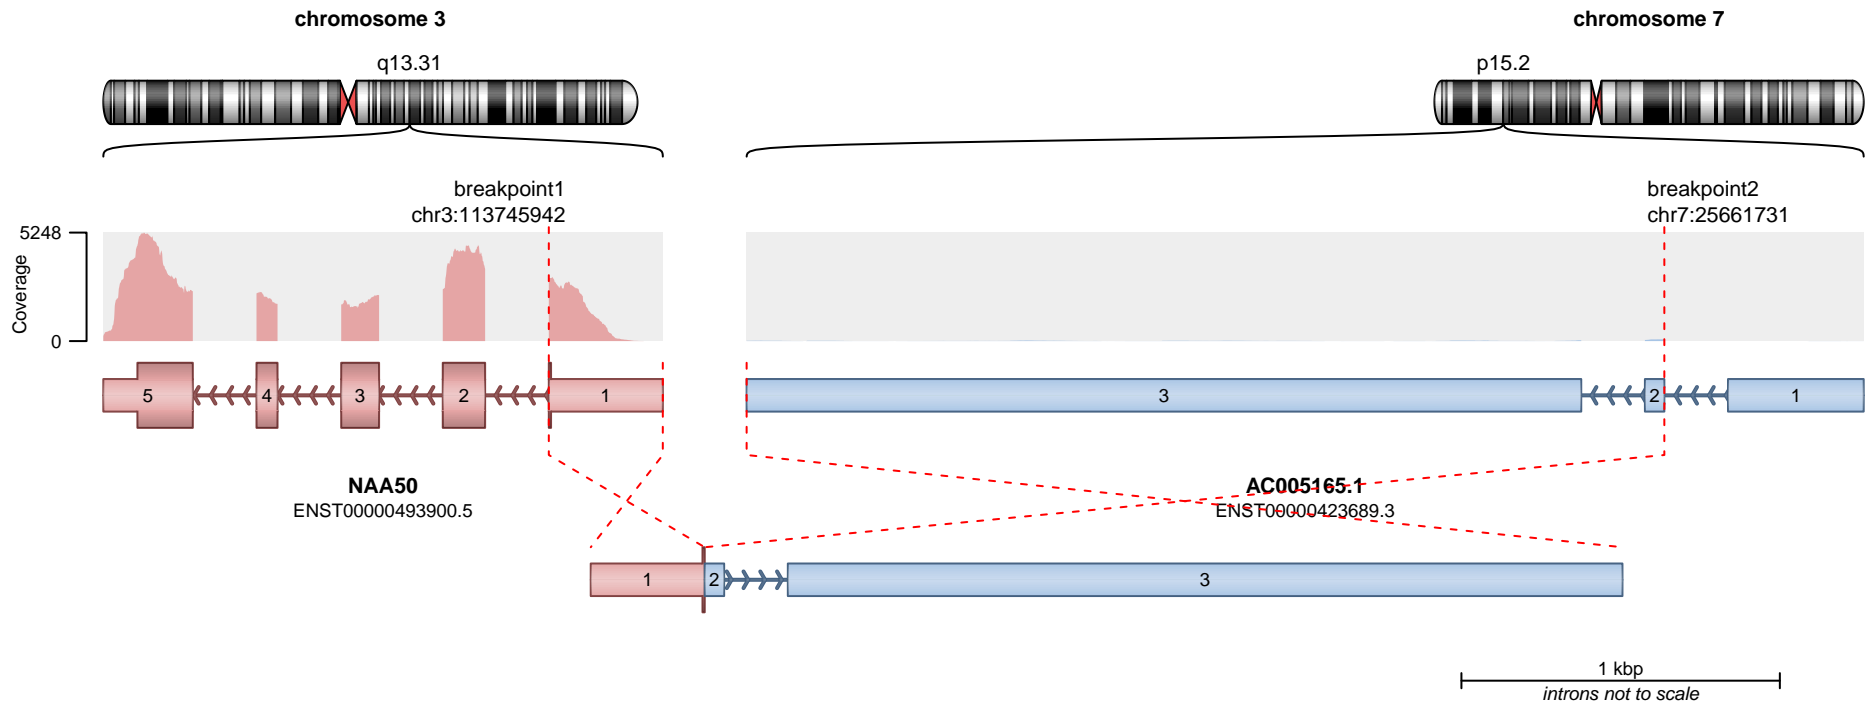 chromosome 3
chromosome 7
q13.31
p15.2
breakpoint1
chr3:113745942
breakpoint2
chr7:25661731
5248
Coverage
0
5 4 3 2 1
3 2 1
NAA50
ENST00000493900.5
AC005165.1
ENST00000423689.3
1 2 3
1 kbp
introns not to scale